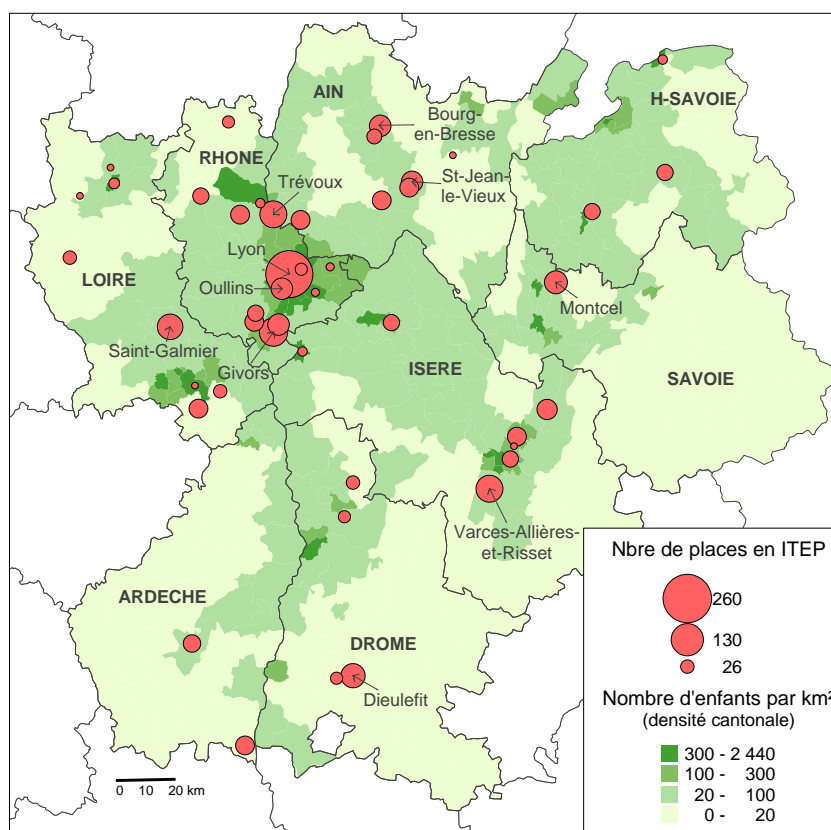 AIN
Bourg-
en-Bresse
H-SAVOIE
RHONE
Trévoux
St-Jean-
le-Vieux
Lyon
Oullins
LOIRE
Montcel
Saint-Galmier
Givors
ISERE
SAVOIE
Varces-Allières-
et-Risset
ARDECHE
DROME
Dieulefit
0 10 20 km
Nbre de places en ITEP
260
130
26
Nombre d'enfants par km²
(densité cantonale)
300 - 2 440
100 - 300
20 - 100
0 - 20